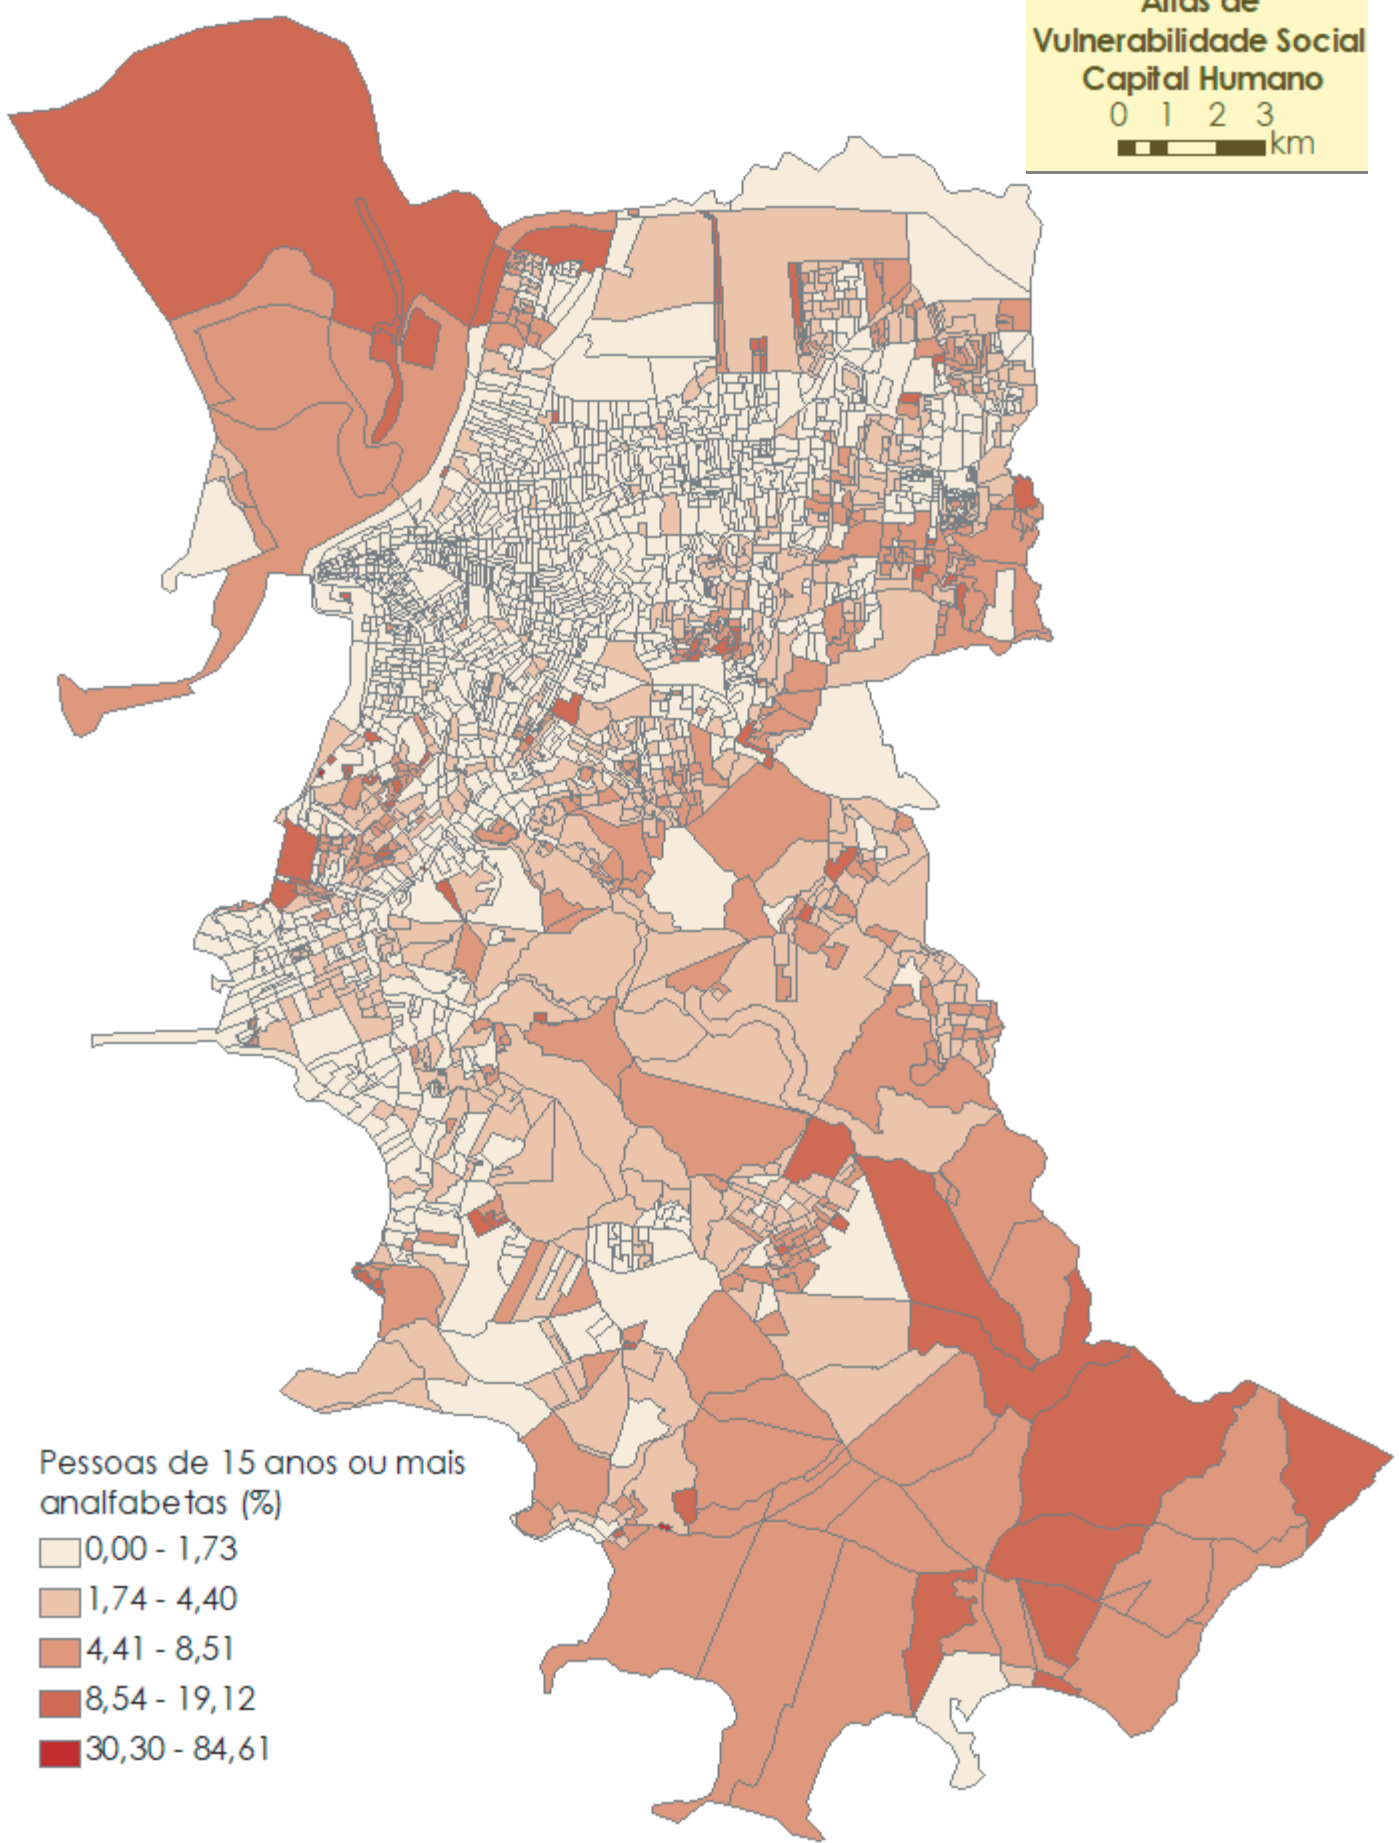 Vulnerabilidade Social
Capital Humano
0 1 2 3
km
Pessoas de 15 anos ou mais
analfabetas (%)
0,00 - 1,73
1,74 - 4,40
4,41 - 8,51
8,54 - 19,12
30,30 - 84,61